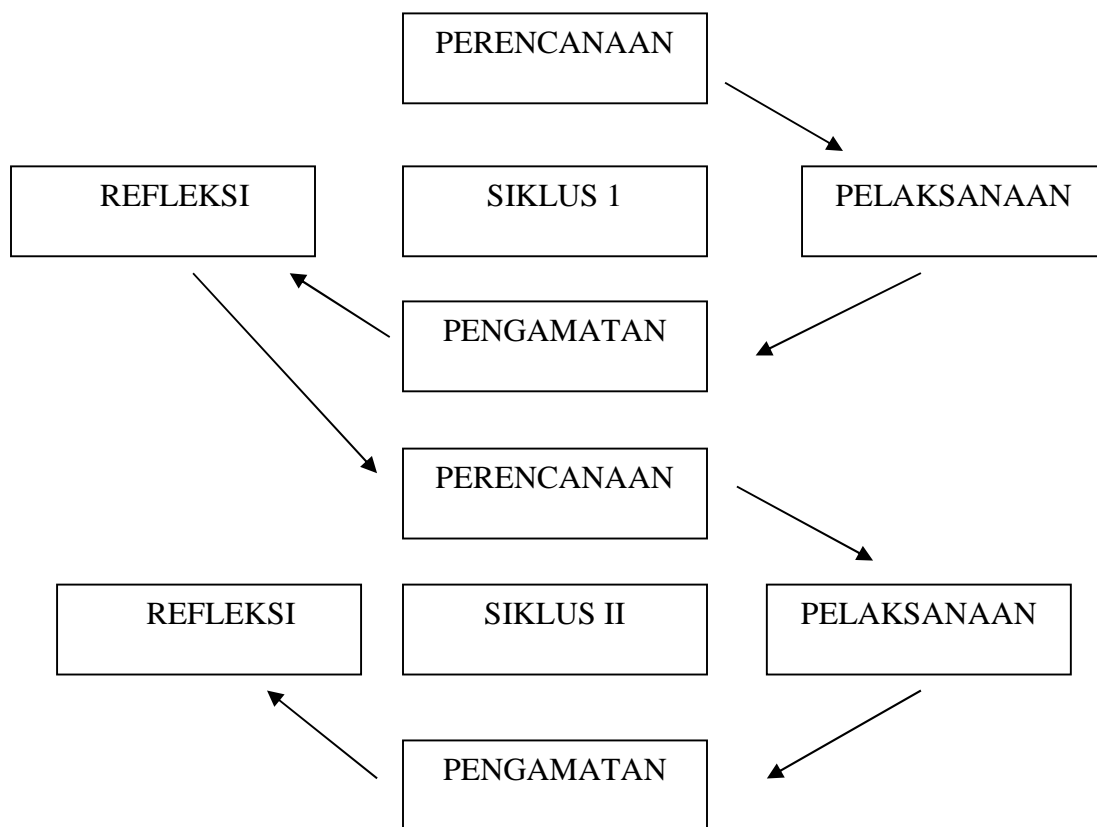 PERENCANAAN
REFLEKSI
SIKLUS 1
PELAKSANAAN
PENGAMATAN
PERENCANAAN
REFLEKSI
SIKLUS II
PELAKSANAAN
PENGAMATAN